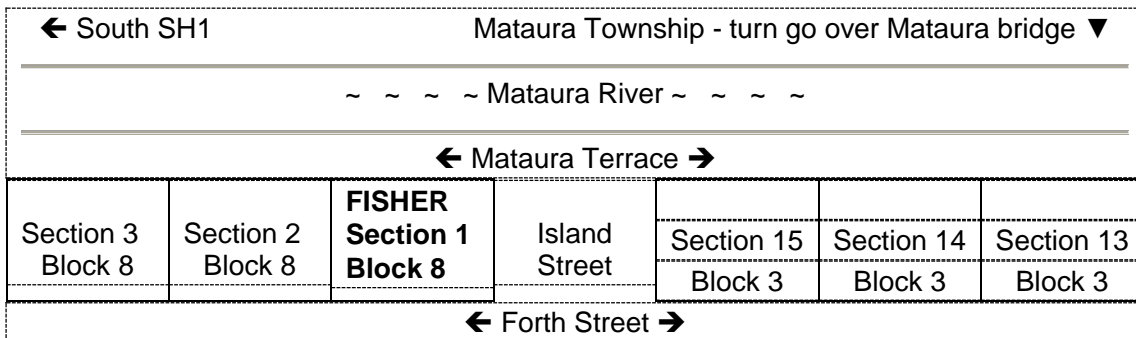 ← South SH1 Mataura Township - turn go over Mataura bridge ▼
~ ~ ~ ~ Mataura River ~ ~ ~ ~
← Mataura Terrace →
Section 3
Block 8
Section 2
Block 8
FISHER
Section 1
Block 8
Island
Street
Section 15
Block 3
Section 14
Block 3
Section 13
Block 3
← Forth Street →